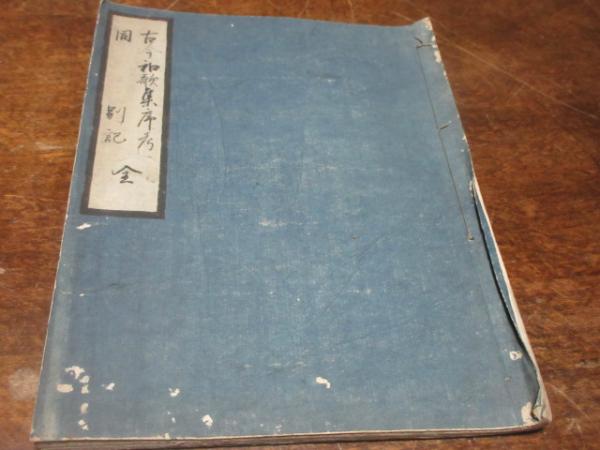 古今和歌集序考
同 別記 全